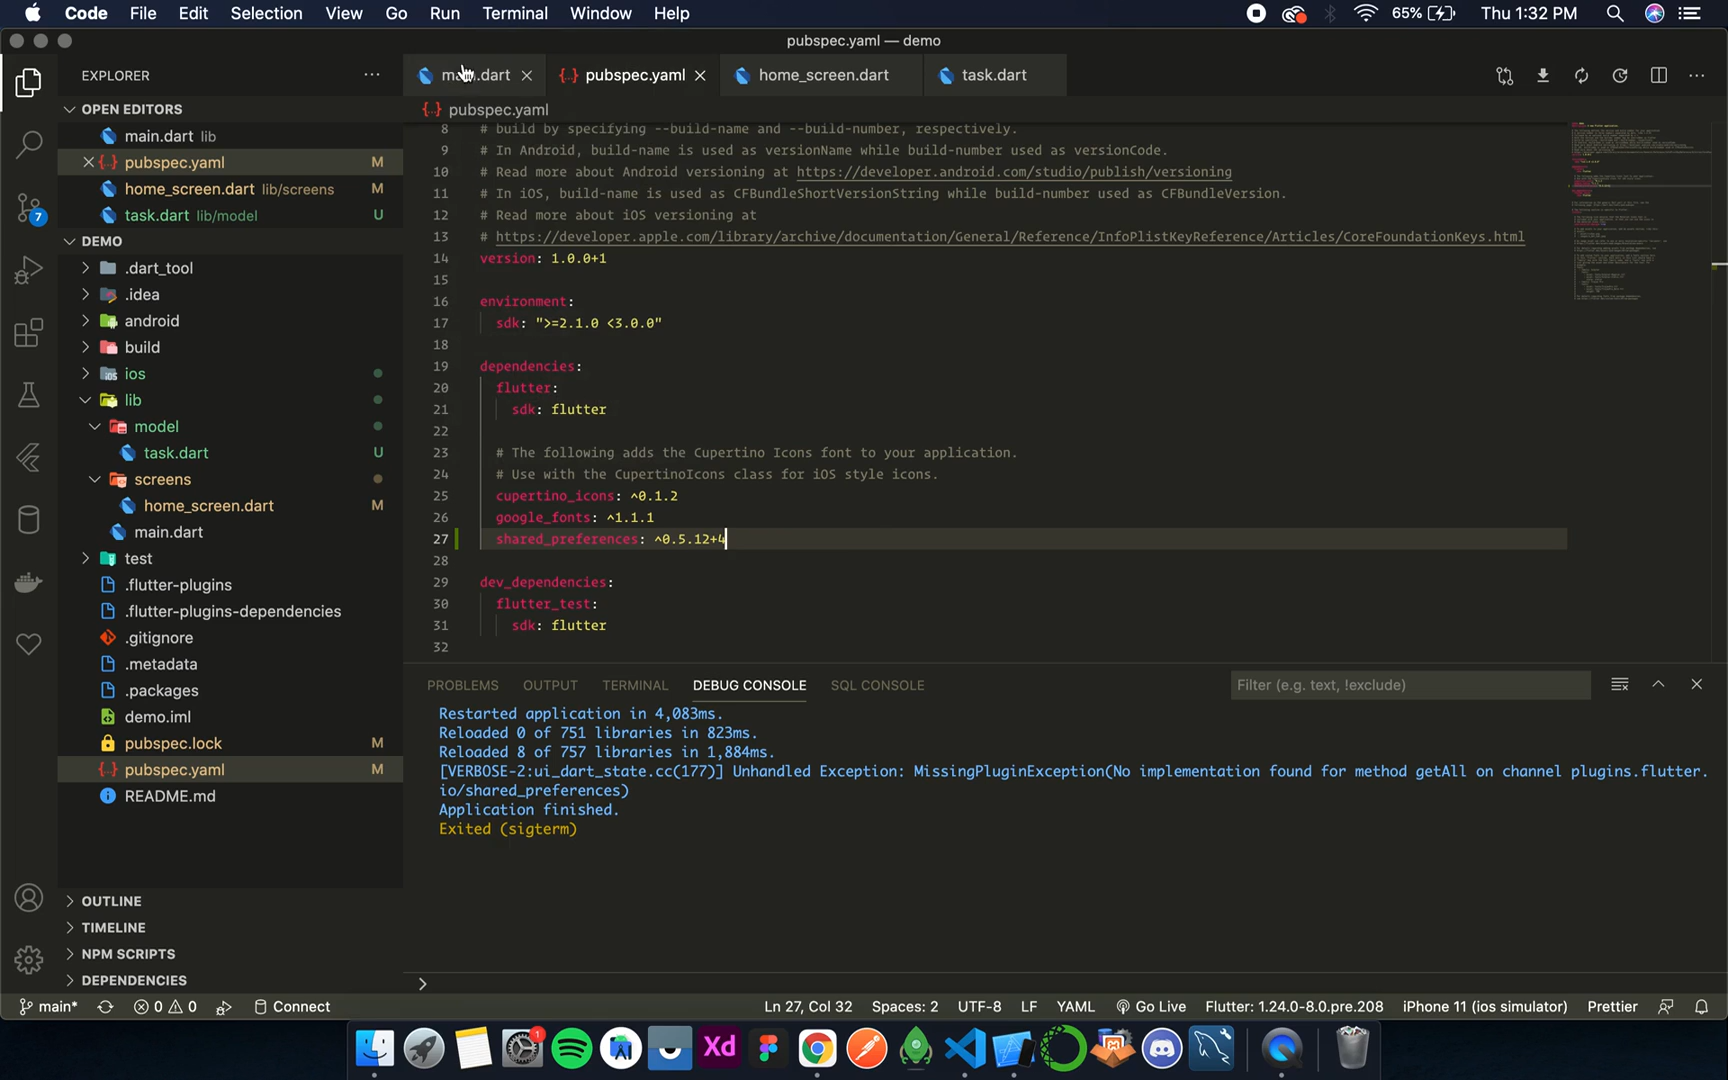 Code File Edit Selection View Go Run Terminal Window Help
65% Thu 1:32 PM
pubspec.yaml — demo
EXPLORER
main.dart
pubspec.yaml
home_screen.dart
task.dart
pubspec.yaml
OPEN EDITORS
main.dart lib
pubspec.yaml M
home_screen.dart lib/screens M
task.dart lib/model U
7
DEMO
.dart_tool
.idea
android
build
ios
lib
model
task.dart U
screens
home_screen.dart M
main.dart
test
.flutter-plugins
.flutter-plugins-dependencies
.gitignore
.metadata
.packages
demo.iml
pubspec.lock M
pubspec.yaml M
README.md
OUTLINE
TIMELINE
NPM SCRIPTS
DEPENDENCIES
8 # build by specifying --build-name and --build-number, respectively.
9 # In Android, build-name is used as versionName while build-number used as versionCode.
10 # Read more about Android versioning at https://developer.android.com/studio/publish/versioning
11 # In iOS, build-name is used as CFBundleShortVersionString while build-number used as CFBundleVersion.
12 # Read more about iOS versioning at
13 # https://developer.apple.com/library/archive/documentation/General/Reference/InfoPlistKeyReference/Articles/CoreFoundationKeys.html
14 version: 1.0.0+1
15
16 environment:
17 sdk: ">=2.1.0 <3.0.0"
18
19 dependencies:
20 flutter:
21 sdk: flutter
22
23 # The following adds the Cupertino Icons font to your application.
24 # Use with the CupertinoIcons class for iOS style icons.
25 cupertino_icons: ^0.1.2
26 google_fonts: ^1.1.1
27 shared_preferences: ^0.5.12+4
28
29 dev_dependencies:
30 flutter_test:
31 sdk: flutter
32
PROBLEMS OUTPUT TERMINAL DEBUG CONSOLE SQL CONSOLE Filter (e.g. text, !exclude)
Restarted application in 4,083ms.
Reloaded 0 of 751 libraries in 823ms.
Reloaded 8 of 757 libraries in 1,884ms.
[VERBOSE-2:ui_dart_state.cc(177)] Unhandled Exception: MissingPluginException(No implementation found for method getAll on channel plugins.flutter.
io/shared_preferences)
Application finished.
Exited (sigterm)
main* 0 0 Connect Ln 27, Col 32 Spaces: 2 UTF-8 LF YAML Go Live Flutter: 1.24.0-8.0.pre.208 iPhone 11 (ios simulator) Prettier
1
Xd